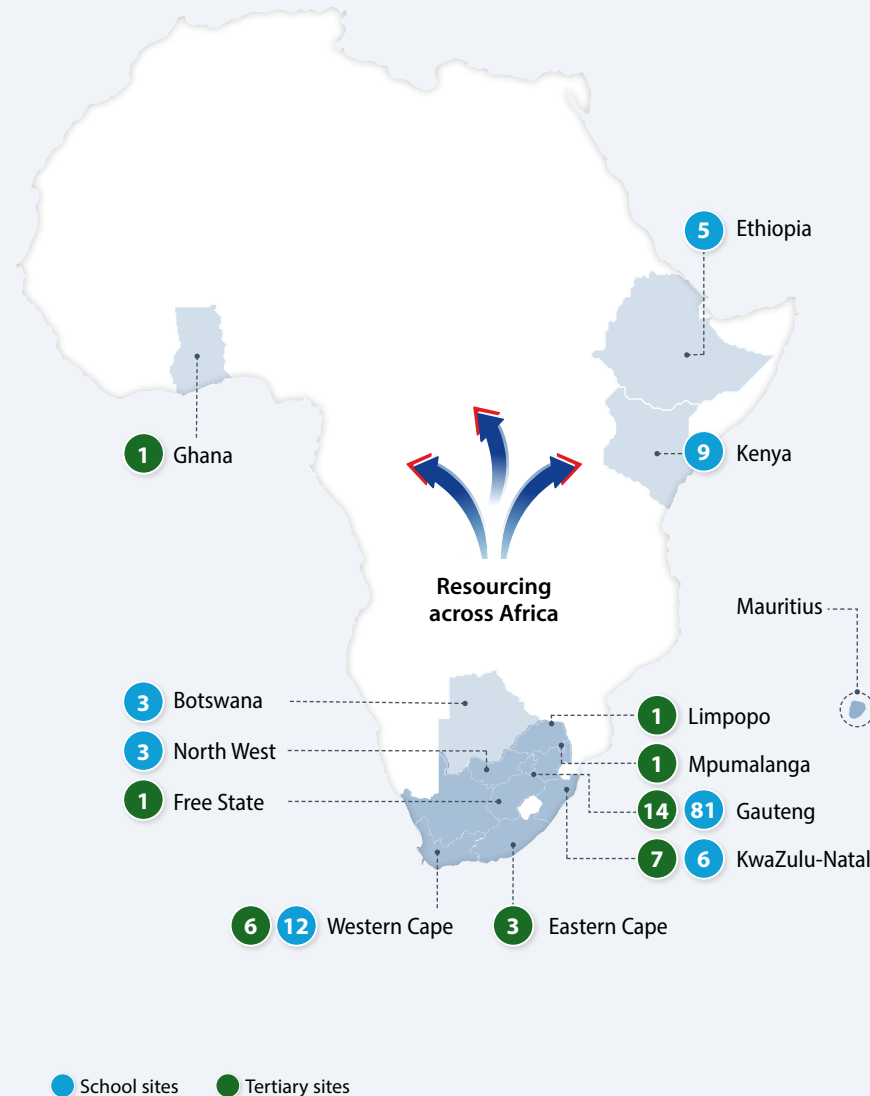 5 Ethiopia
1 Ghana
9 Kenya
Resourcing
across Africa
Mauritius
3 Botswana
1 Limpopo
3 North West
1 Mpumalanga
1 Free State
14 81 Gauteng
7 6 KwaZulu-Natal
6 12 Western Cape
3 Eastern Cape
School sites
Tertiary sites